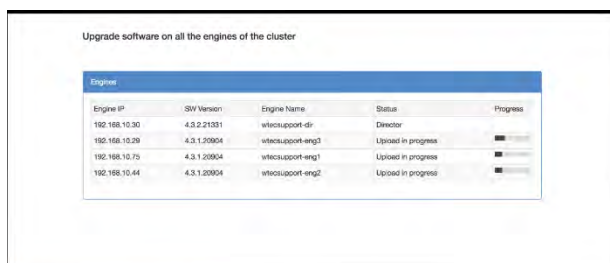 Upgrade software on all the engines of the cluster
Engines
Engine IP SW Version Engine Name Status Progress
192.168.10.30 4.3.2.21331 wtecsupport-dir Director
192.168.10.29 4.3.1.20904 wtecsupport-eng3 Upload in progress
192.168.10.75 4.3.1.20904 wtecsupport-eng1 Upload in progress
192.168.10.44 4.3.1.20904 wtecsupport-eng2 Upload in progress